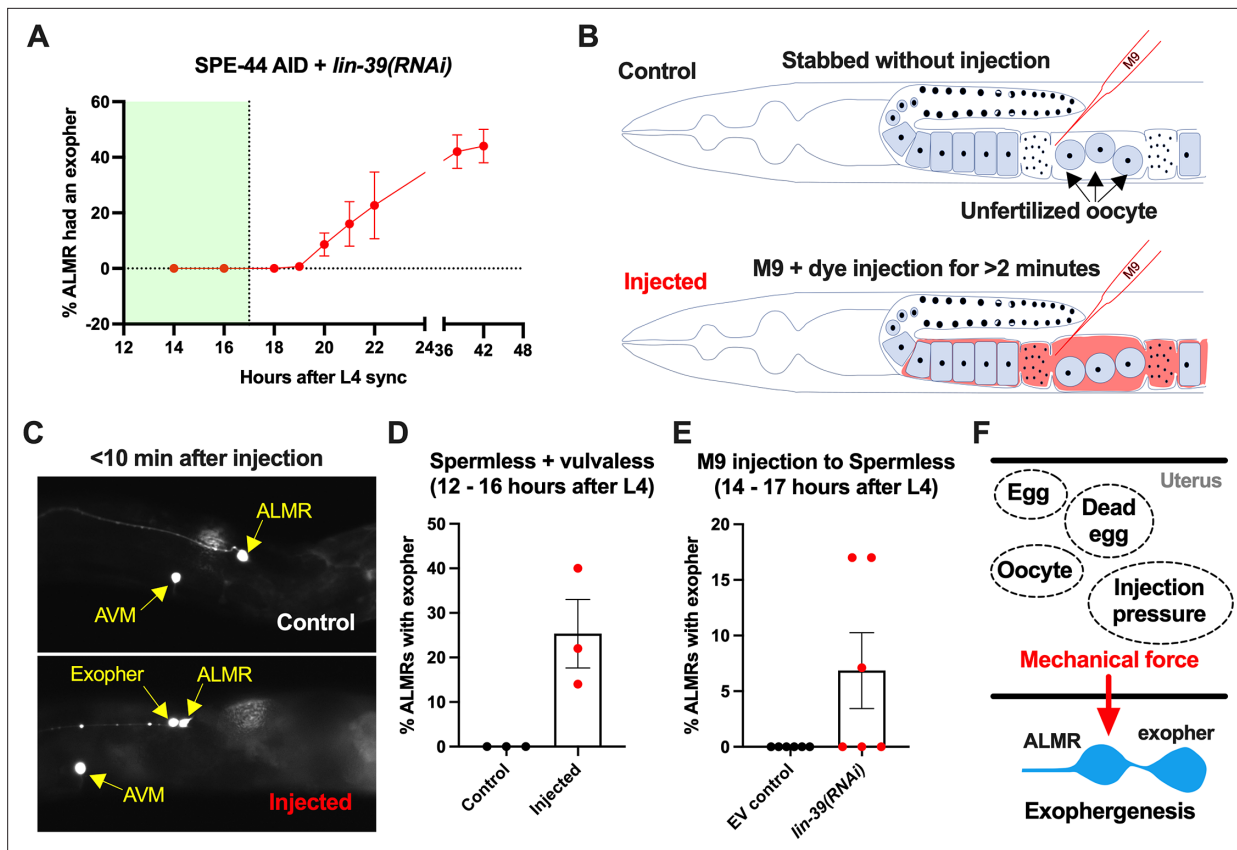 A
SPE-44 AID + lin-39(RNAi)
% ALMR had an exopher
60
40
20
0
-20
12
14
16
18
20
22
24
36
42
48
Hours after L4 sync
B
Control
Stabbed without injection
M9
Unfertilized oocyte
Injected
M9 + dye injection for >2 minutes
M9
C
<10 min after injection
ALMR
AVM
Control
Exopher
ALMR
AVM
Injected
D
Spermless + vulvaless
(12 - 16 hours after L4)
% ALMRs with exopher
50
40
30
20
10
0
Control
Injected
E
M9 injection to Spermless
(14 - 17 hours after L4)
% ALMRs with exopher
20
15
10
5
0
EV control
lin-39(RNAi)
F
Uterus
Egg
Dead
egg
Oocyte
Injection
pressure
Mechanical force
ALMR
exopher
Exophergenesis